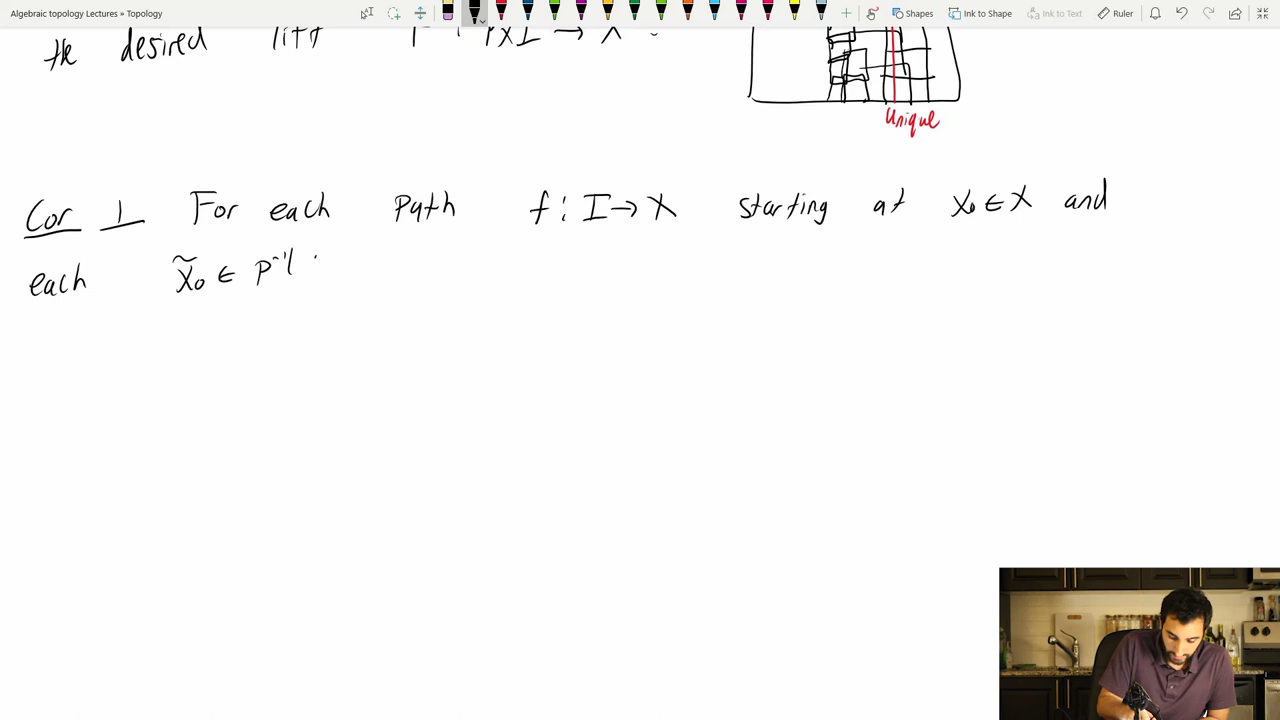 Algebraic topology Lectures » Topology
Shapes Ink to Shape Ink to Text Ruler
the desired lift
Unique
Cor 1 For each path f: I → X starting at x₀ ∈ X and
each x̃₀ ∈ p⁻¹(